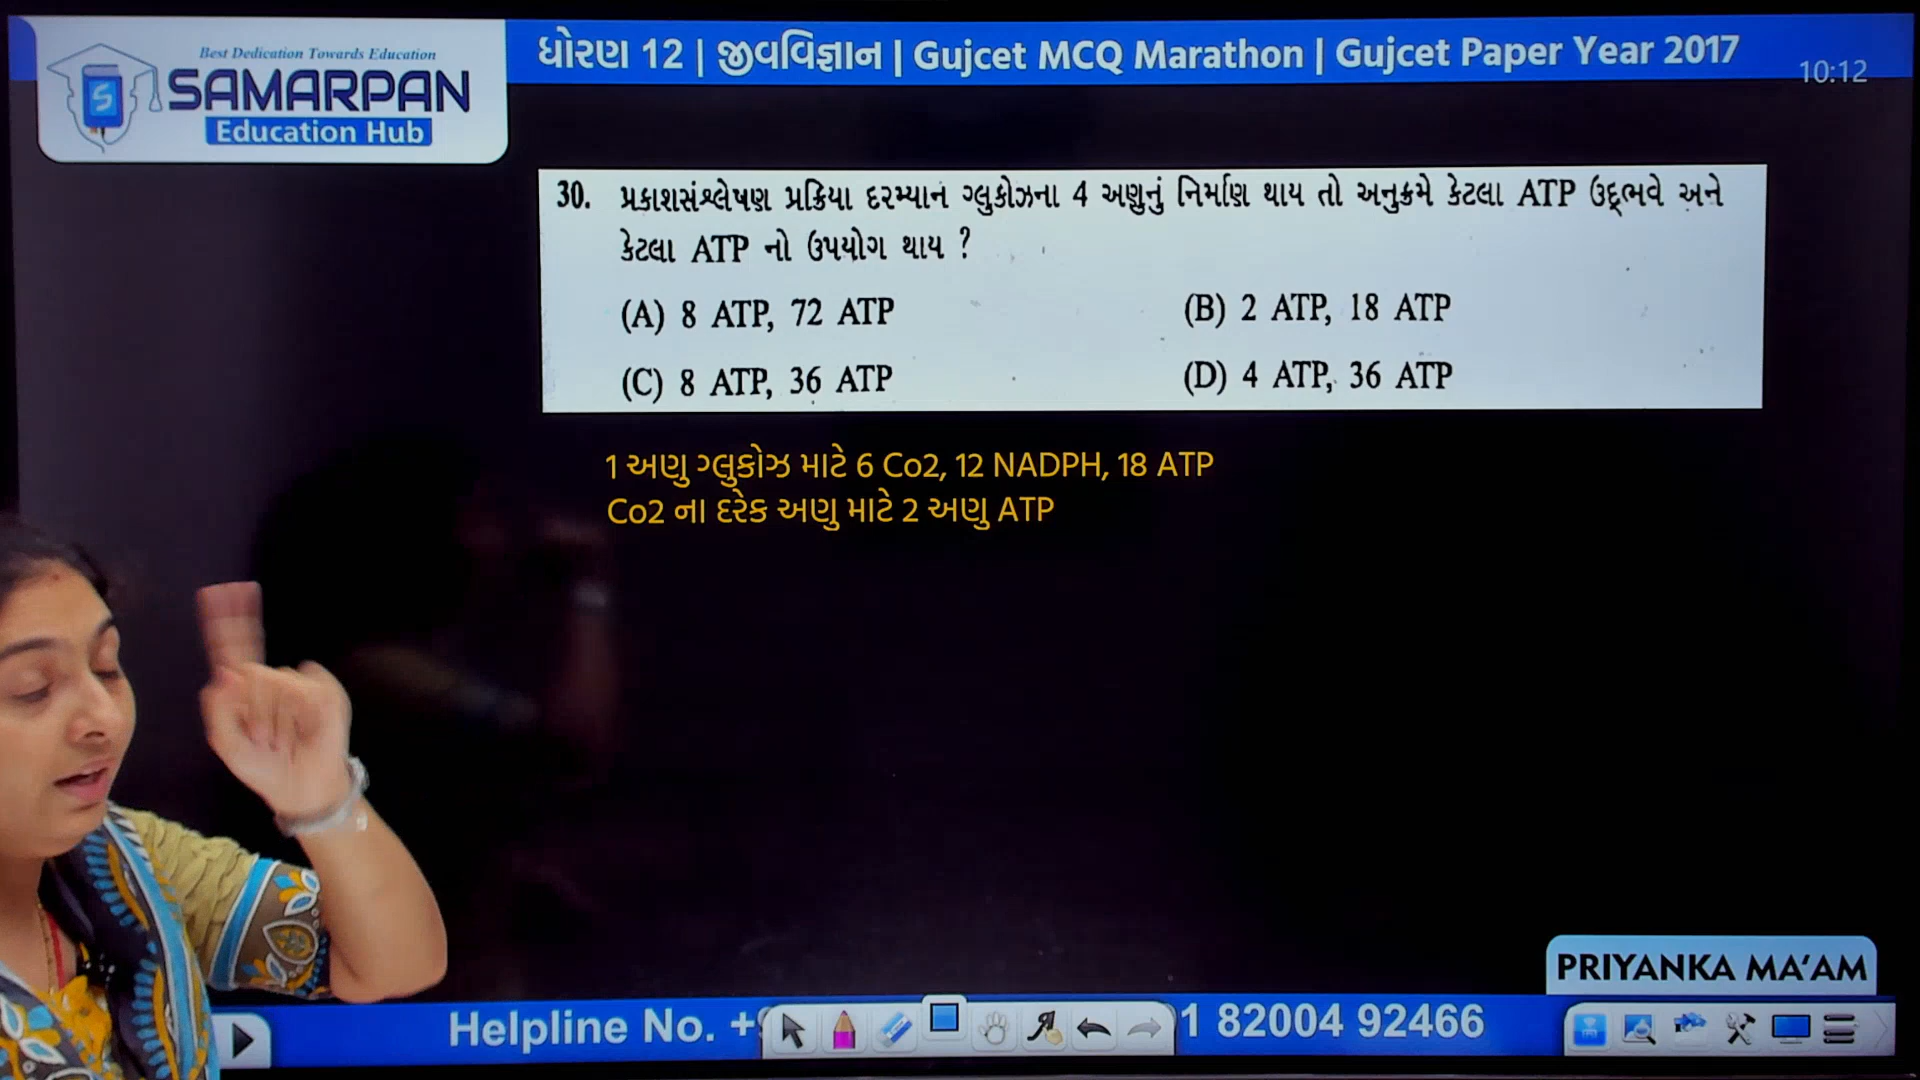 Best Dedication Towards Education
SAMARPAN
Education Hub
ધોરણ 12 | જીવવિજ્ઞાન | Gujcet MCQ Marathon | Gujcet Paper Year 2017
10:12
30. પ્રકાશસંશ્લેષણ પ્રક્રિયા દરમ્યાન ગ્લુકોઝના 4 અણુનું નિર્માણ થાય તો અનુક્રમે કેટલા ATP ઉદ્દભવે અને
કેટલા ATP નો ઉપયોગ થાય ?
(A) 8 ATP, 72 ATP (B) 2 ATP, 18 ATP
(C) 8 ATP, 36 ATP (D) 4 ATP, 36 ATP
1 અણુ ગ્લુકોઝ માટે 6 Co2, 12 NADPH, 18 ATP
Co2 ના દરેક અણુ માટે 2 અણુ ATP
PRIYANKA MA'AM
Helpline No. + 1 82004 92466